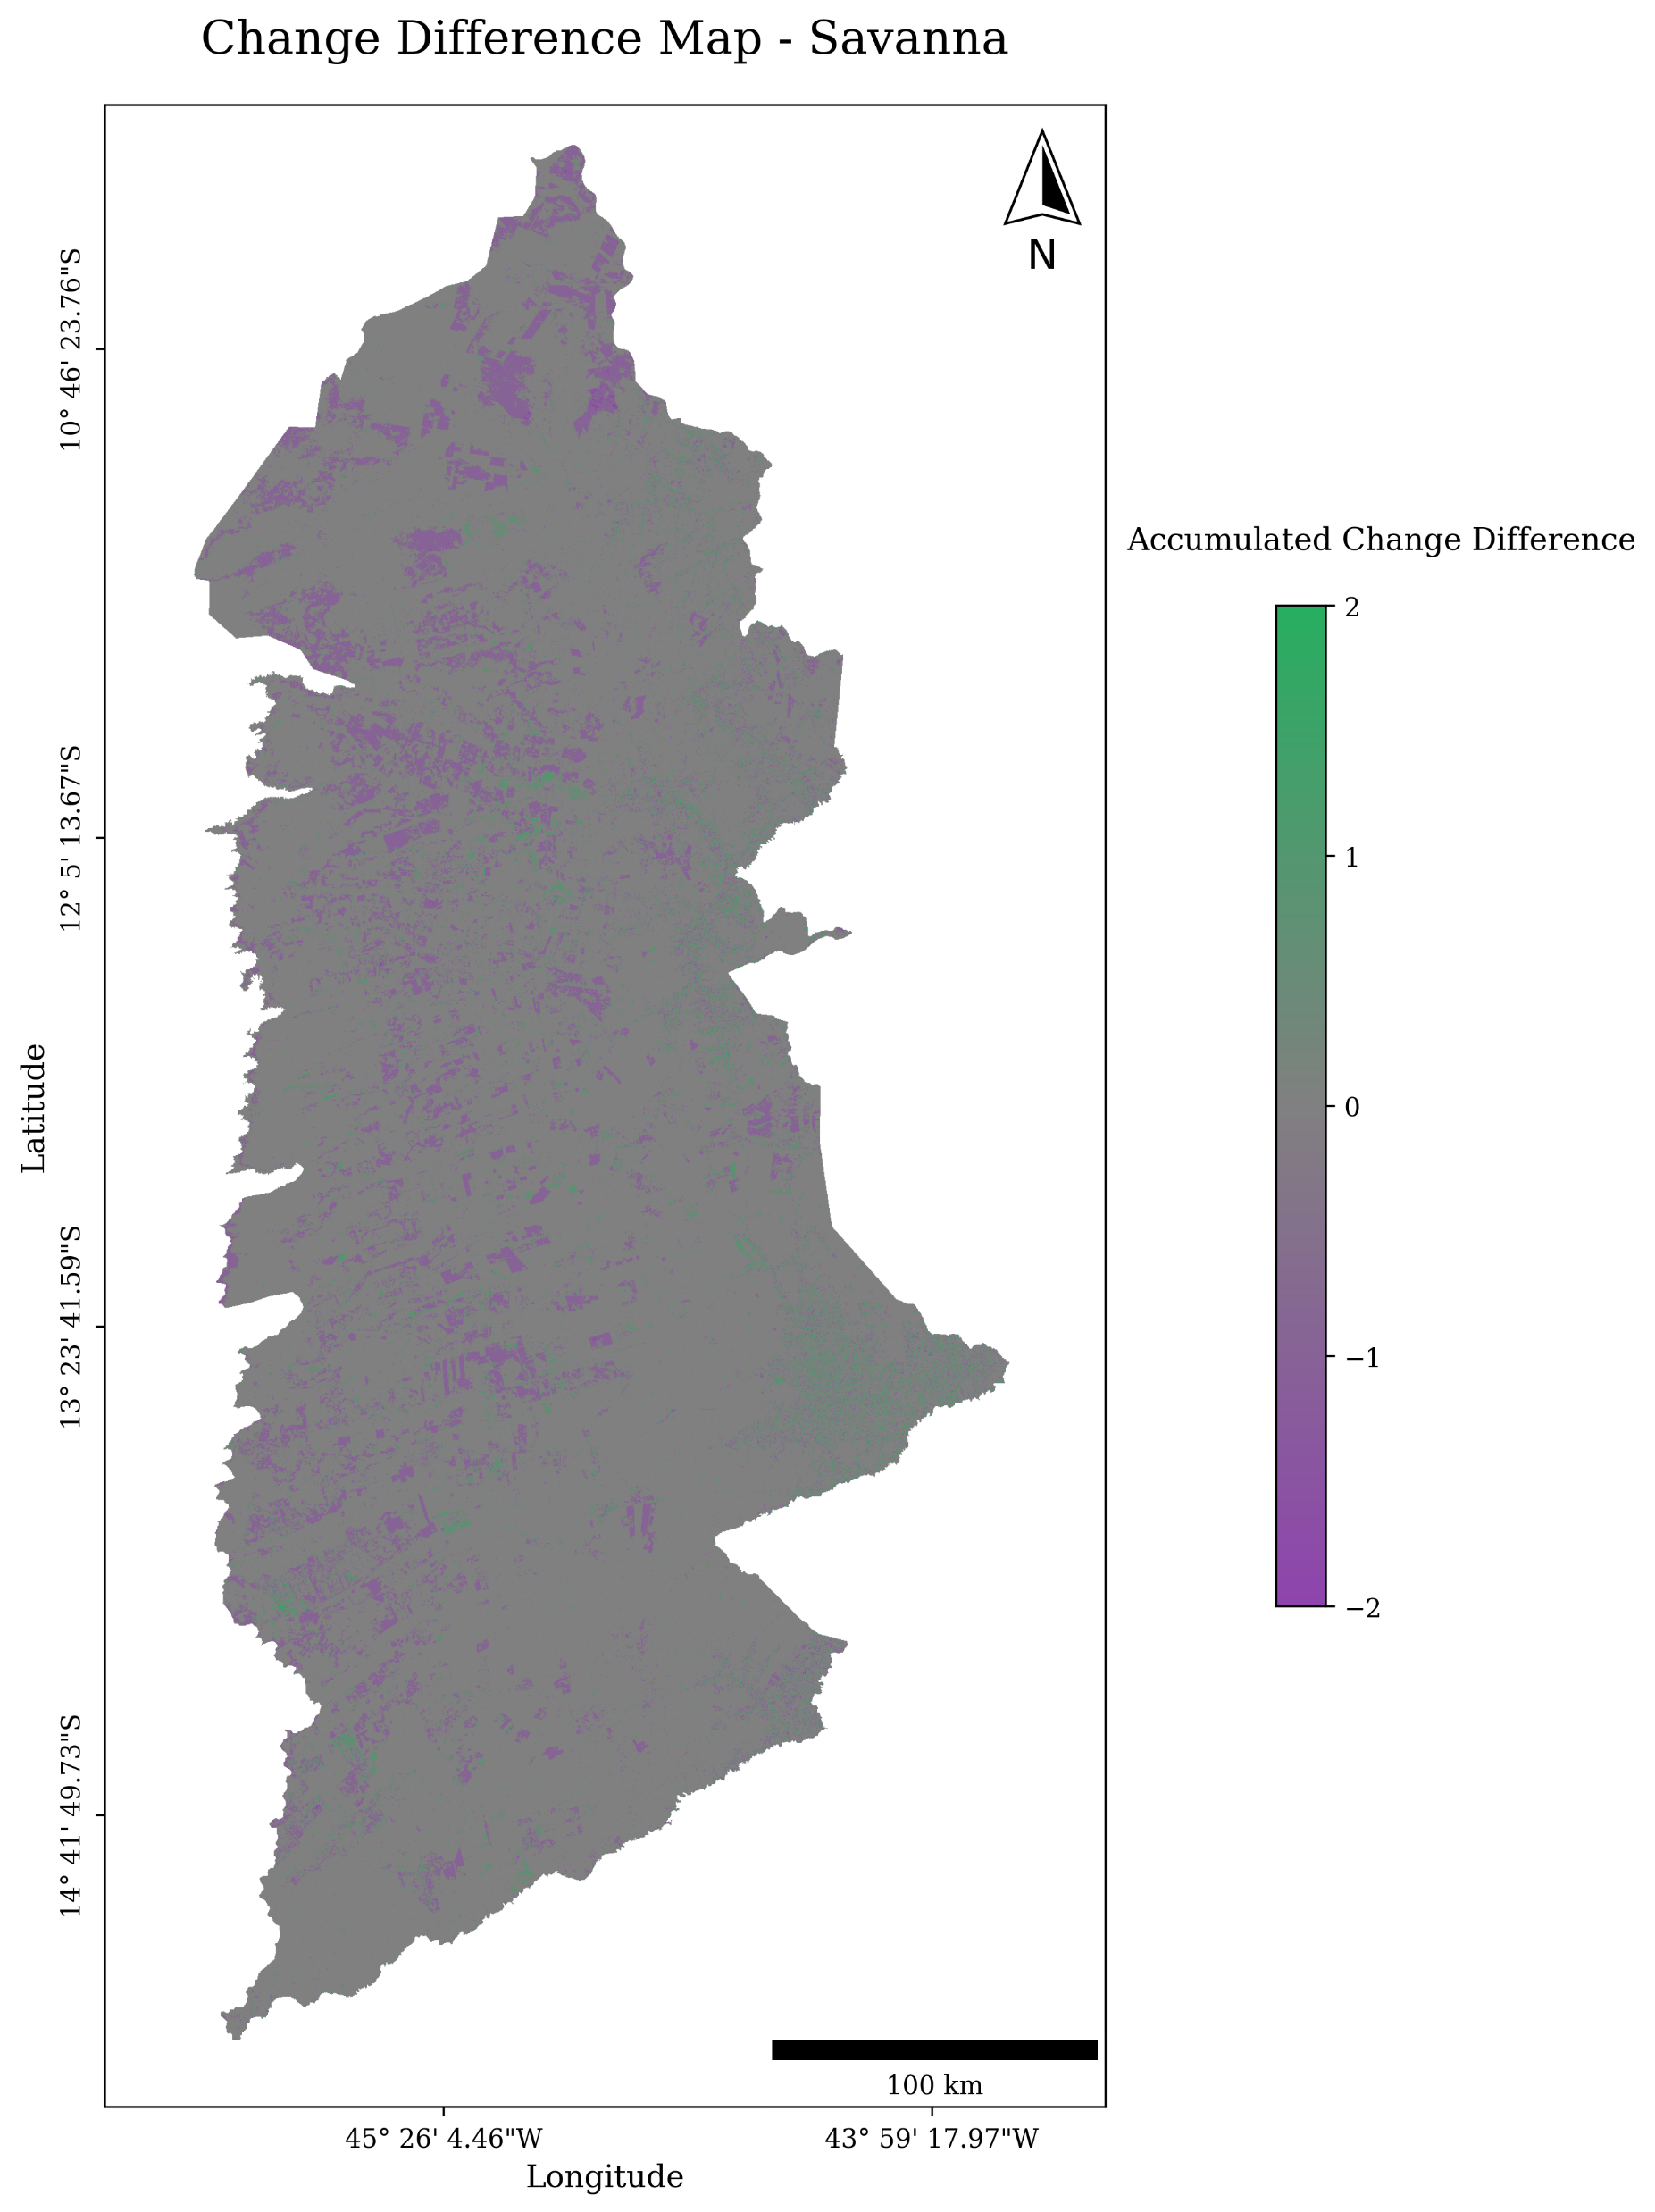 Change Difference Map - Savanna
N
10° 46' 23.76"S
12° 5' 13.67"S
13° 23' 41.59"S
14° 41' 49.73"S
Latitude
100 km
45° 26' 4.46"W
43° 59' 17.97"W
Longitude
Accumulated Change Difference
2
1
0
−1
−2